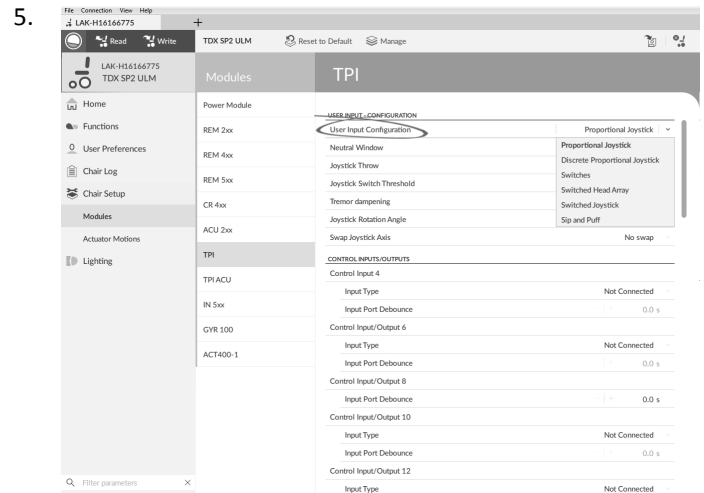 5.
File Connection View Help
LAK-H16166775 +
Read Write TDX SP2 ULM Reset to Default Manage
LAK-H16166775
TDX SP2 ULM
Modules
TPI
Home
Functions
User Preferences
Chair Log
Chair Setup
Modules
Actuator Motions
Lighting
Filter parameters X
Power Module
REM 2xx
REM 4xx
REM 5xx
CR 4xx
ACU 2xx
TPI
TPI ACU
IN 5xx
GYR 100
ACT400-1
USER INPUT - CONFIGURATION
User Input Configuration Proportional Joystick
Neutral Window
Joystick Throw
Joystick Switch Threshold
Tremor dampening
Joystick Rotation Angle
Proportional Joystick
Discrete Proportional Joystick
Switches
Switched Head Array
Switched Joystick
Sip and Puff
Swap Joystick Axis No swap
CONTROL INPUTS/OUTPUTS
Control Input 4
Input Type Not Connected
Input Port Debounce + 0.0 s
Control Input/Output 6
Input Type Not Connected
Input Port Debounce + 0.0 s
Control Input/Output 8
Input Port Debounce + 0.0 s
Control Input/Output 10
Input Type Not Connected
Input Port Debounce + 0.0 s
Control Input/Output 12
Input Type Not Connected